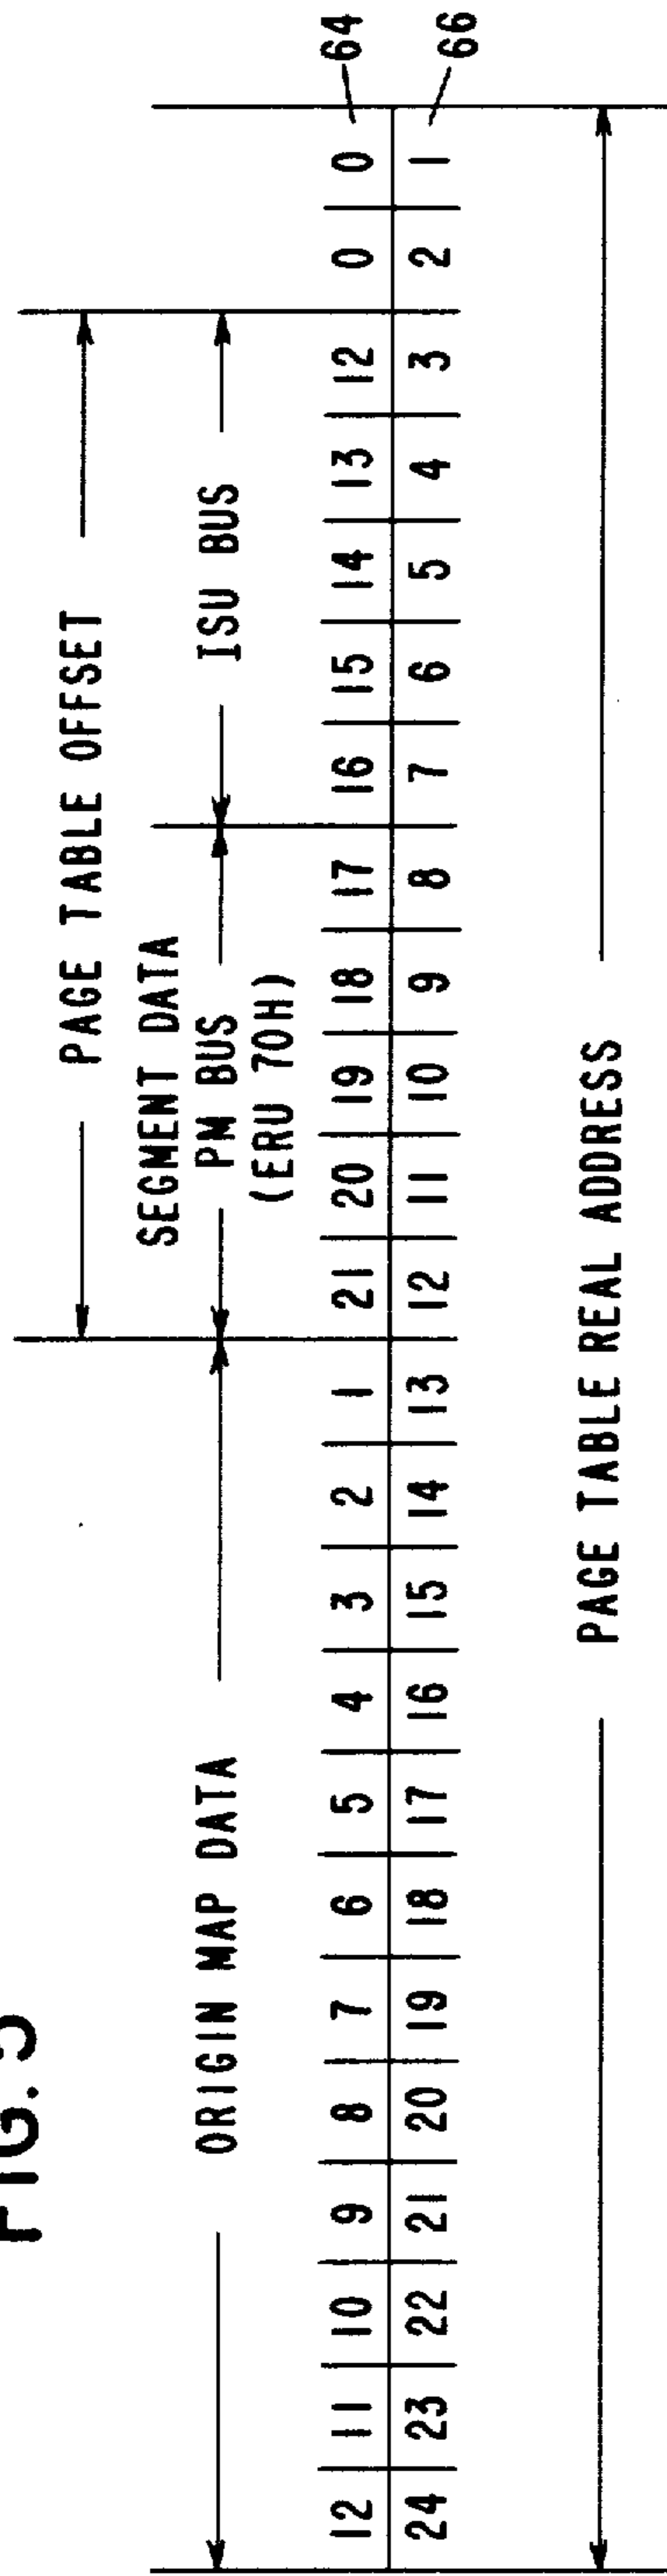 FIG. 5
PAGE TABLE OFFSET
SEGMENT DATA
ORIGIN MAP DATA PM BUS ISU BUS
(ERU 70H)
12 11 10 9 8 7 6 5 4 3 2 1 21 20 19 18 17 16 15 14 13 12 0 0 64
24 23 22 21 20 19 18 17 16 15 14 13 12 11 10 9 8 7 6 5 4 3 2 1 66
PAGE TABLE REAL ADDRESS